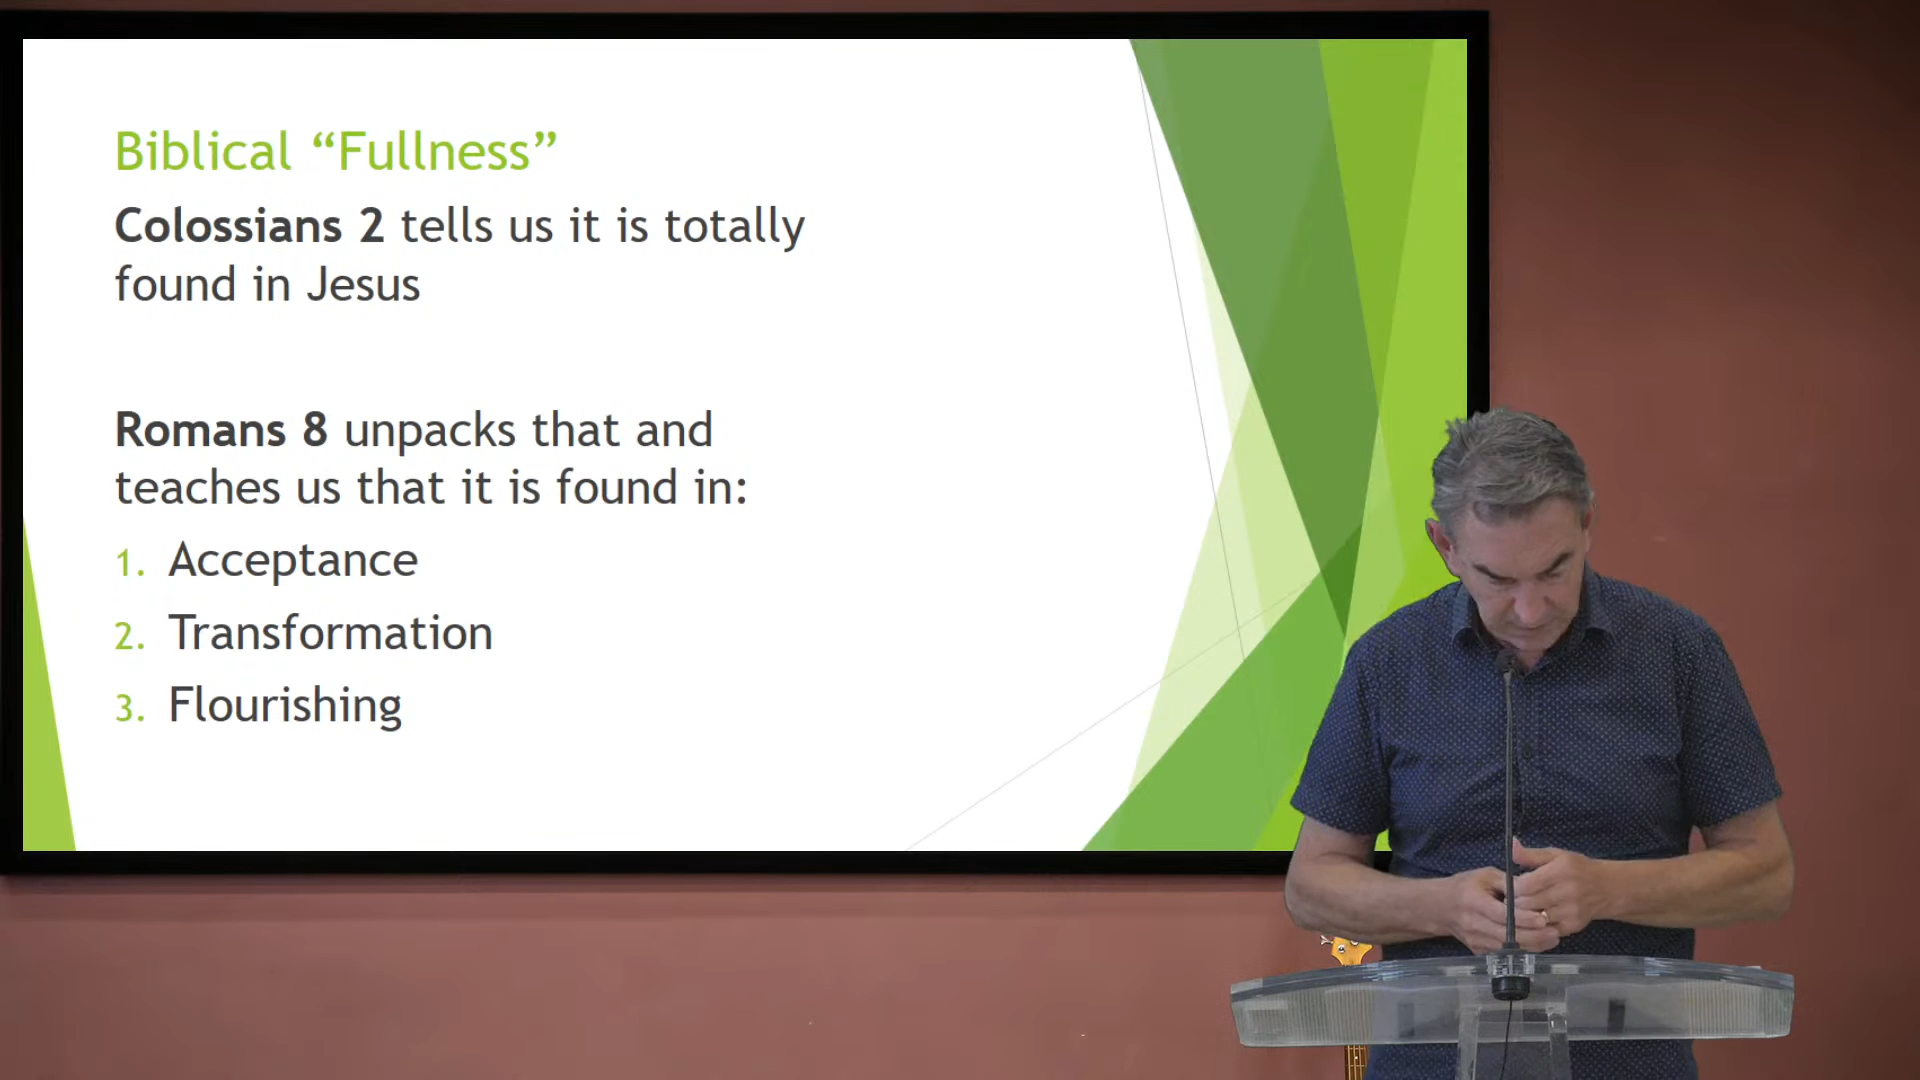 Biblical “Fullness”
Colossians 2 tells us it is totally
found in Jesus
Romans 8 unpacks that and
teaches us that it is found in:
1. Acceptance
2. Transformation
3. Flourishing